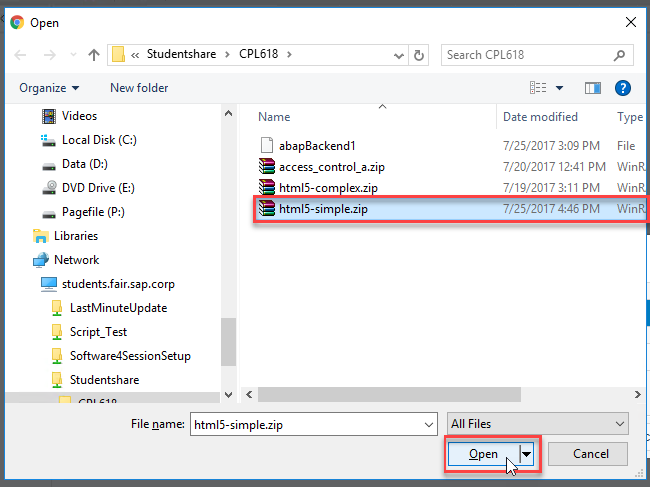 Open
« Studentshare > CPL618 >
Search CPL618
Organize
New folder
Videos
Local Disk (C:)
Data (D:)
DVD Drive (E:)
Pagefile (P:)
Libraries
Network
students.fair.sap.corp
LastMinuteUpdate
Script_Test
Software4SessionSetup
Studentshare
CPL618
Name Date modified Type
abapBackend1 7/25/2017 3:09 PM File
access_control_a.zip 7/20/2017 12:41 PM WinR
html5-complex.zip 7/19/2017 3:11 PM WinR
html5-simple.zip 7/25/2017 4:46 PM WinR
File name: html5-simple.zip All Files
Open Cancel